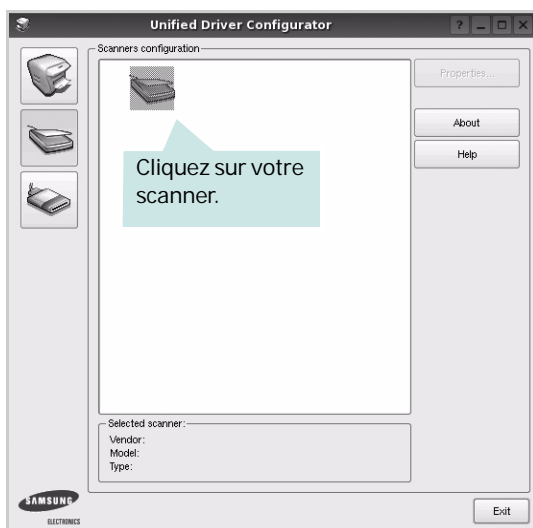 Unified Driver Configurator
Scanners configuration
Properties...
About
Help
Cliquez sur votre
scanner.
Selected scanner:
Vendor:
Model:
Type:
SAMSUNG
ELECTRONICS
Exit